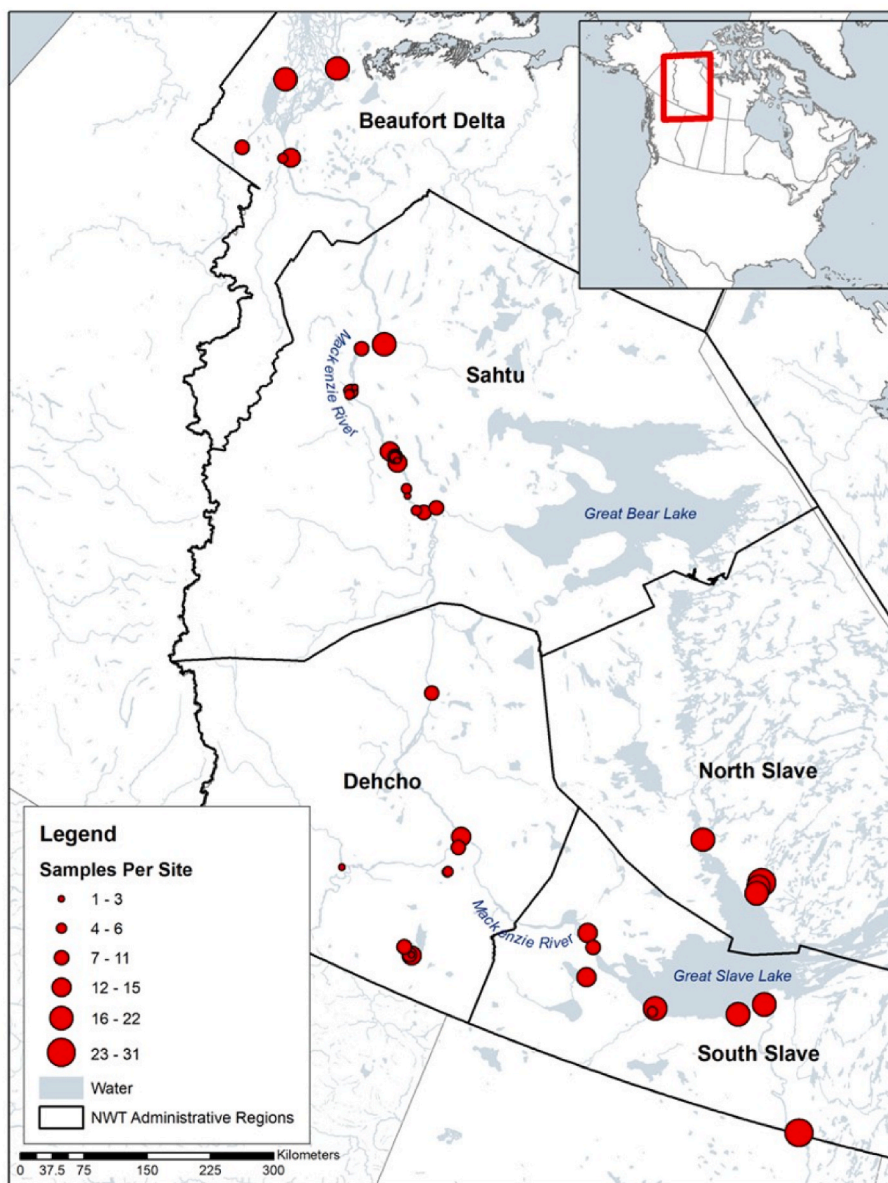 Beaufort Delta
Mackenzie River
Sahtu
Great Bear Lake
Dehcho
North Slave
Mackenzie River
Great Slave Lake
South Slave
Legend
Samples Per Site
1 - 3
4 - 6
7 - 11
12 - 15
16 - 22
23 - 31
Water
NWT Administrative Regions
Kilometers
0 37.5 75 150 225 300